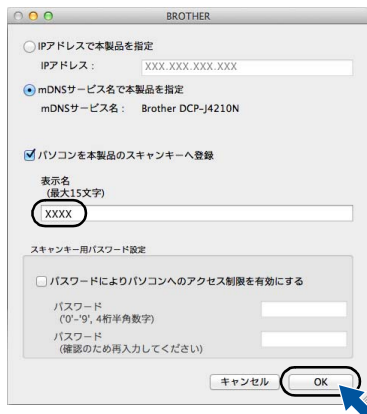 BROTHER
IPアドレスで本製品を指定
IPアドレス： XXX.XXX.XXX.XXX
mDNSサービス名で本製品を指定
mDNSサービス名： Brother DCP-J4210N
パソコンを本製品のスキャンキーへ登録
表示名
(最大15文字)
XXXX
スキャンキー用パスワード設定
パスワードによりパソコンへのアクセス制限を有効にする
パスワード
('0'-'9', 4桁半角数字)
パスワード
(確認のため再入力してください)
キャンセル OK